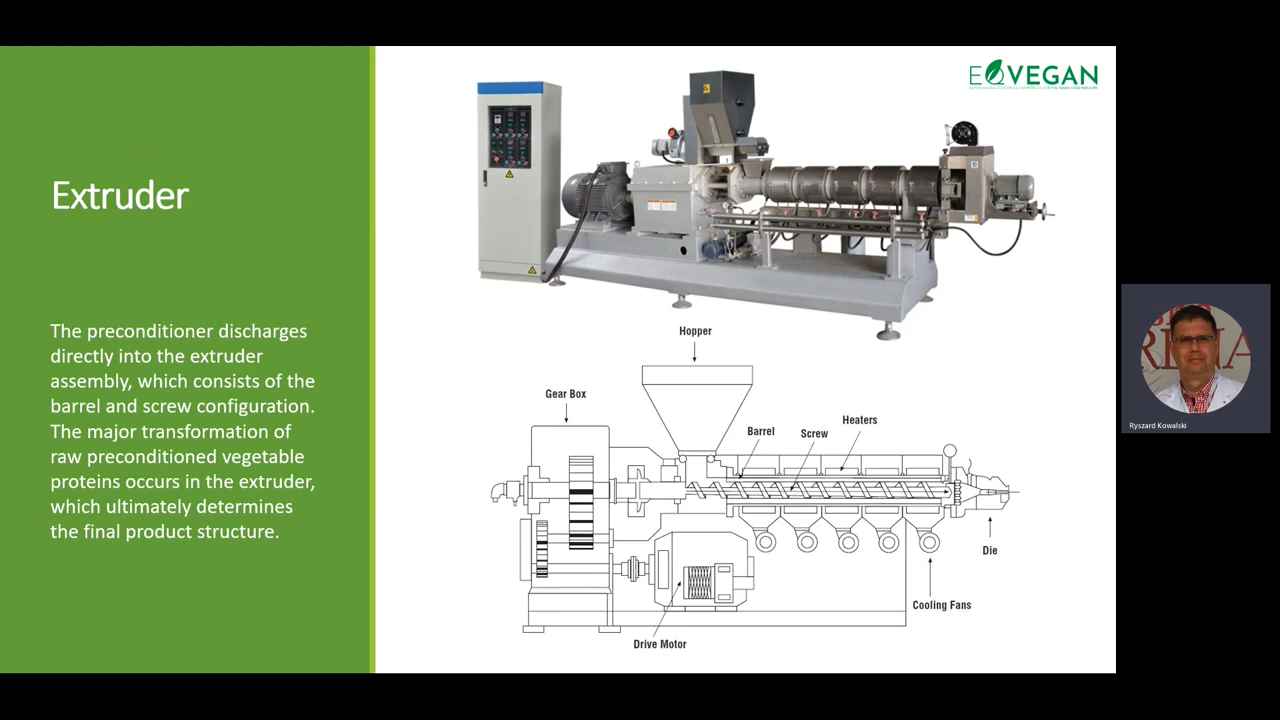 Extruder
The preconditioner discharges
directly into the extruder
assembly, which consists of the
barrel and screw configuration.
The major transformation of
raw preconditioned vegetable
proteins occurs in the extruder,
which ultimately determines
the final product structure.
EQVEGAN
Hopper
Gear Box
Barrel
Screw
Heaters
Die
Cooling Fans
Drive Motor
Ryszard Kowalski